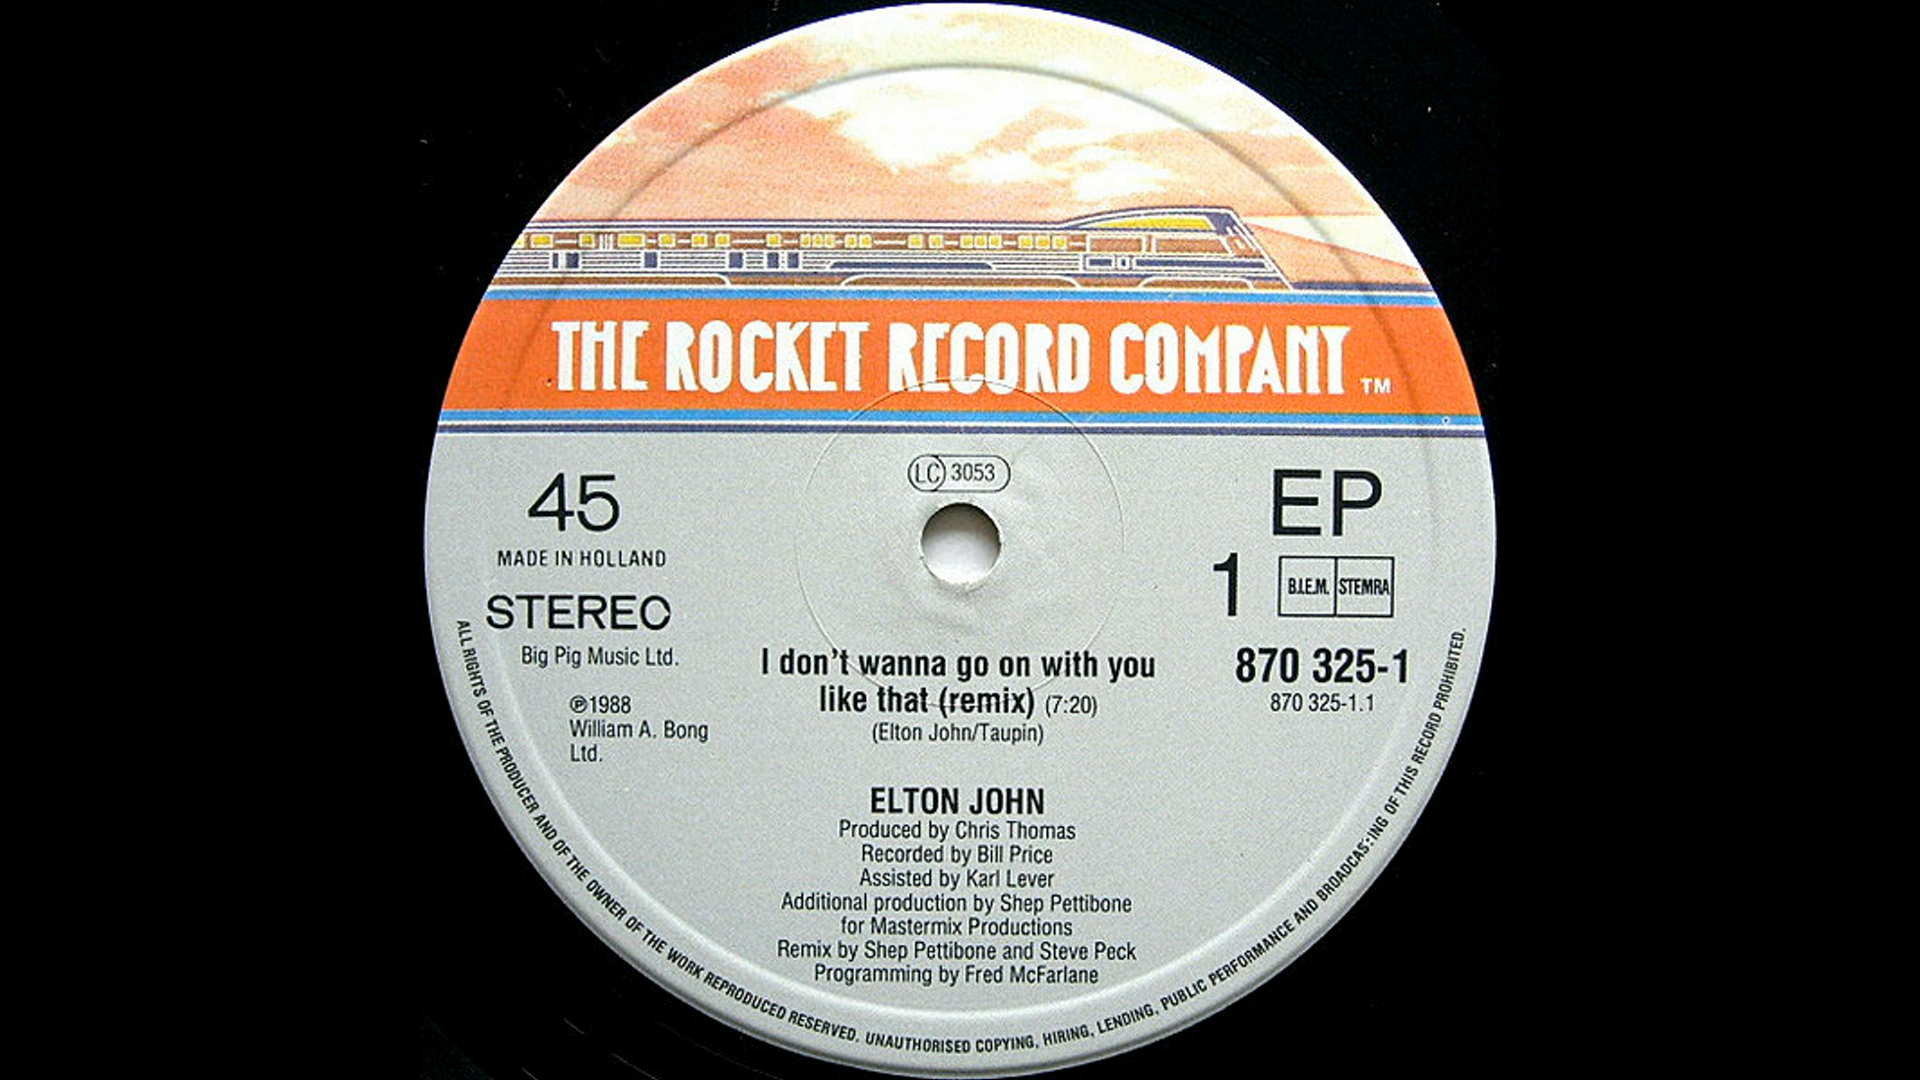 THE ROCKET RECORD COMPANY TM
LC 3053
45
MADE IN HOLLAND
STEREO
Big Pig Music Ltd.
℗1988
William A. Bong
Ltd.
EP
1
B.I.E.M. STEMRA
870 325-1
870 325-1.1
I don't wanna go on with you
like that (remix) (7:20)
(Elton John/Taupin)
ELTON JOHN
Produced by Chris Thomas
Recorded by Bill Price
Assisted by Karl Lever
Additional production by Shep Pettibone
for Mastermix Productions
Remix by Shep Pettibone and Steve Peck
Programming by Fred McFarlane
ALL RIGHTS OF THE PRODUCER AND OF THE OWNER OF THE WORK REPRODUCED RESERVED. UNAUTHORISED COPYING, HIRING, LENDING, PUBLIC PERFORMANCE AND BROADCASTING OF THIS RECORD PROHIBITED.